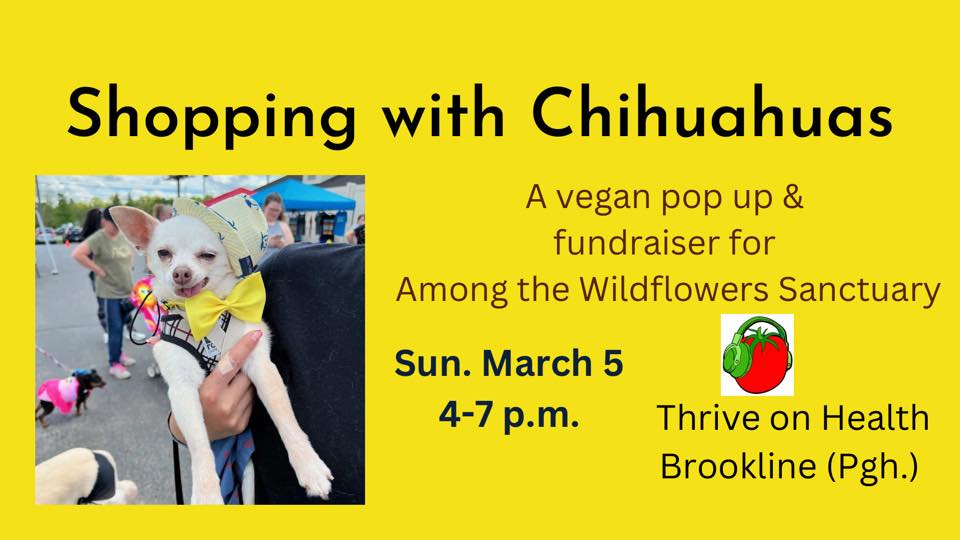 Shopping with Chihuahuas
A vegan pop up &
fundraiser for
Among the Wildflowers Sanctuary
Sun. March 5
4-7 p.m.
Thrive on Health
Brookline (Pgh.)